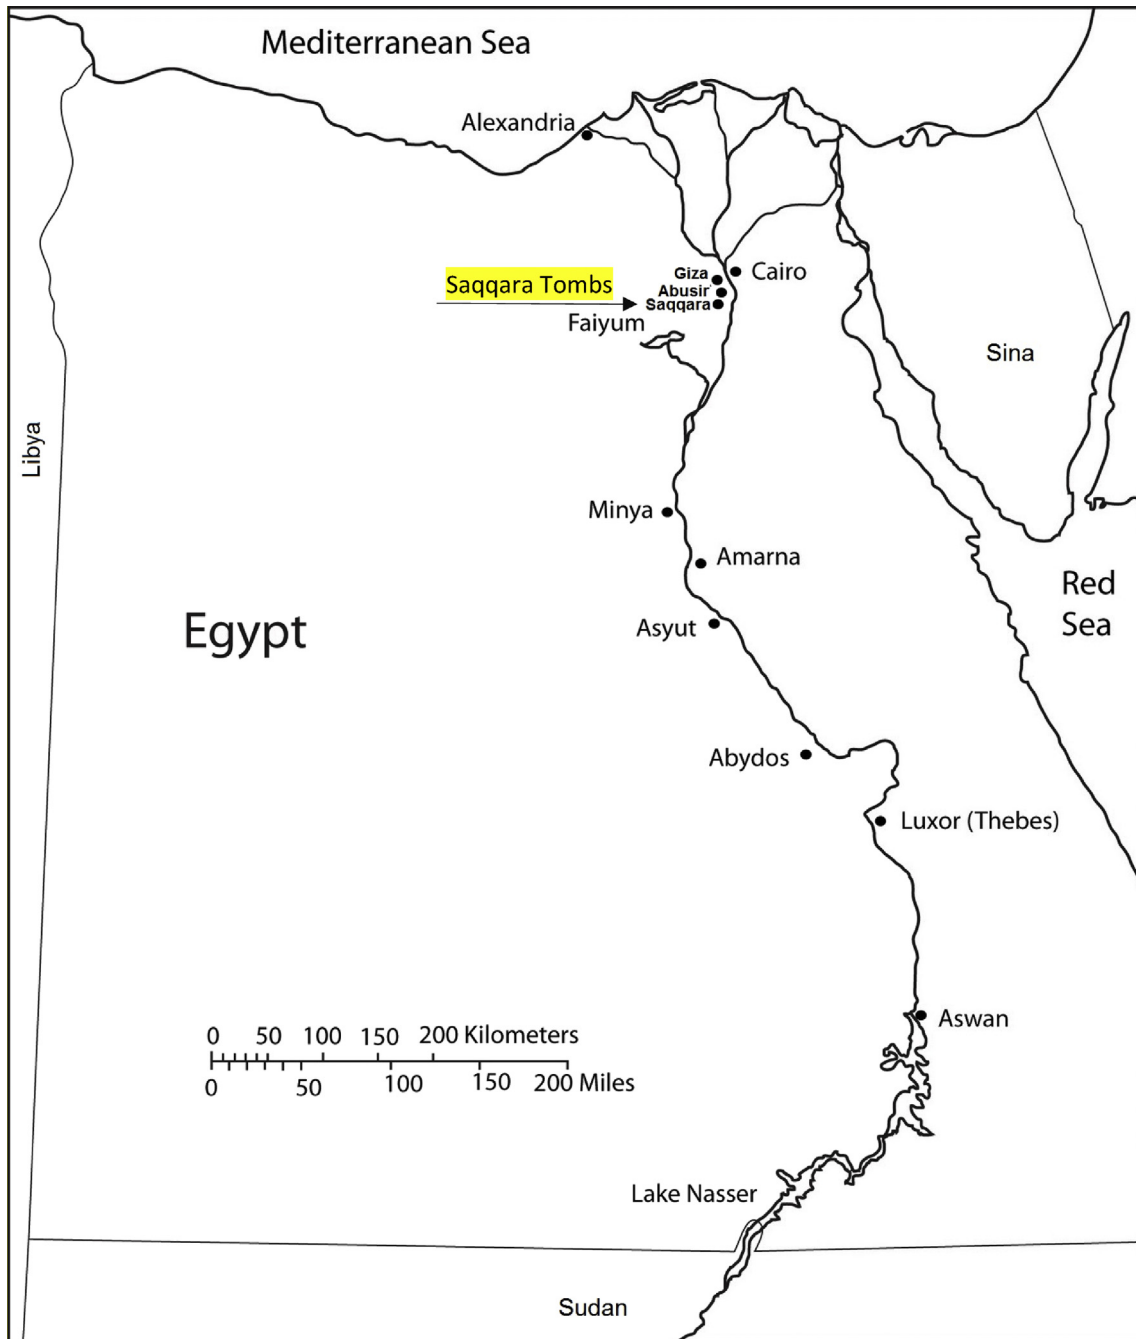 Mediterranean Sea
Alexandria
Giza
Cairo
Saqqara Tombs
Abusir
Saqqara
Faiyum
Sina
Libya
Minya
Amarna
Red
Sea
Egypt
Asyut
Abydos
Luxor (Thebes)
Aswan
0 50 100 150 200 Kilometers
0 50 100 150 200 Miles
Lake Nasser
Sudan